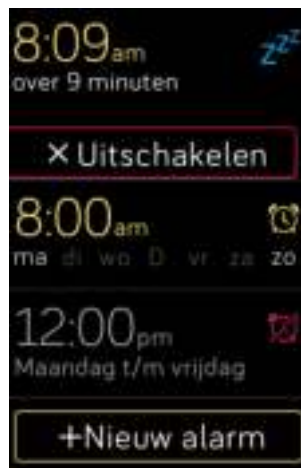 8:09am zzz
over 9 minuten
×Uitschakelen
8:00am
ma di wo D vr za zo
12:00pm
Maandag t/m vrijdag
+Nieuw alarm